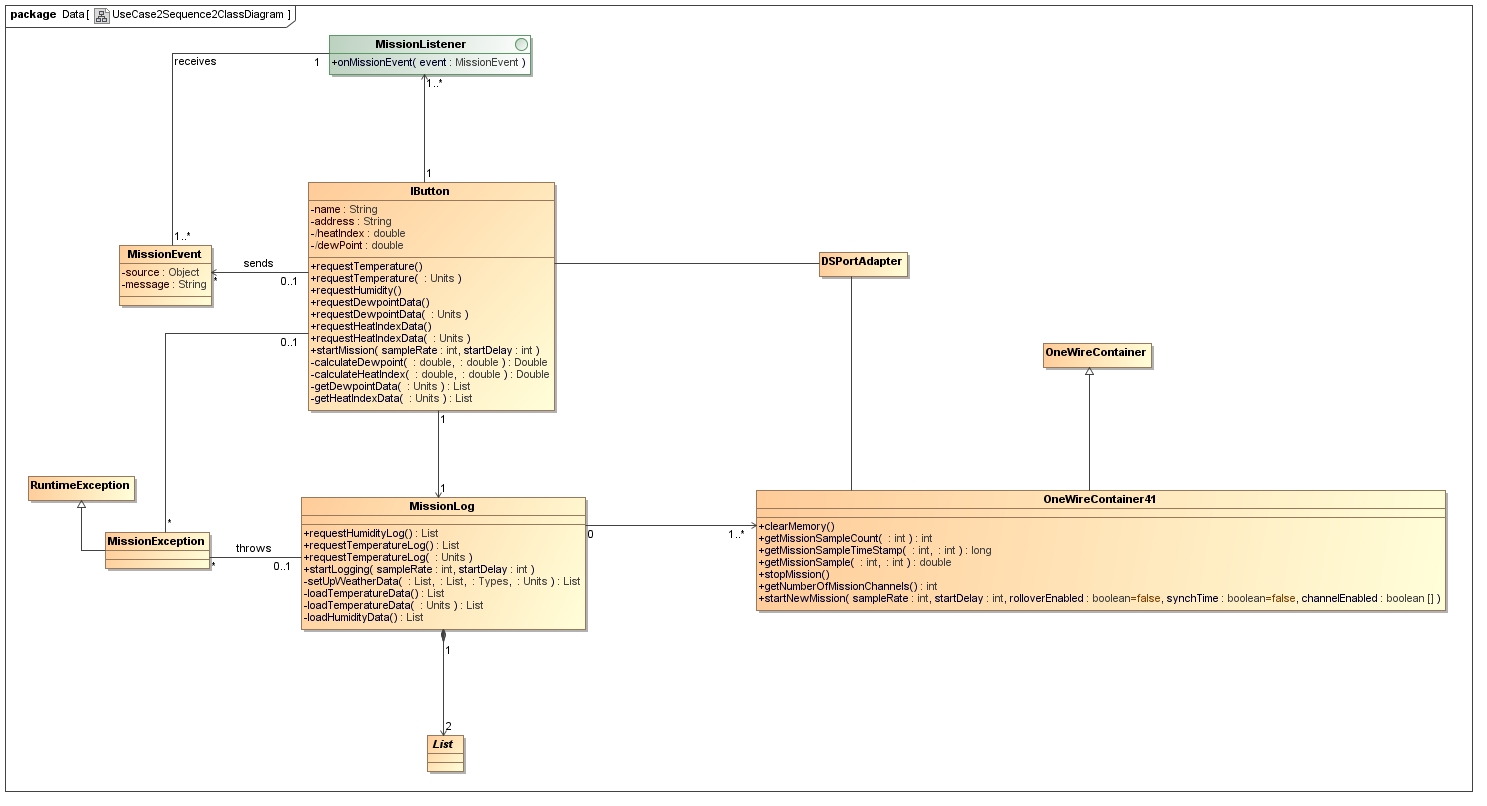 package Data [ UseCase2Sequence2ClassDiagram ]
MissionListener
+onMissionEvent( event : MissionEvent )
receives
1
1..*
1
IButton
-name : String
-address : String
-/heatIndex : double
-/dewPoint : double
+requestTemperature()
+requestTemperature( : Units )
+requestHumidity()
+requestDewpointData()
+requestDewpointData( : Units )
+requestHeatIndexData()
+requestHeatIndexData( : Units )
+startMission( sampleRate : int, startDelay : int )
-calculateDewpoint( : double, : double ) : Double
-calculateHeatIndex( : double, : double ) : Double
-getDewpointData( : Units ) : List
-getHeatIndexData( : Units ) : List
1..*
MissionEvent
-source : Object
-message : String
sends
*
0..1
0..1
DSPortAdapter
OneWireContainer
1
1
RuntimeException
*
MissionException
throws
*
0..1
MissionLog
+requestHumidityLog() : List
+requestTemperatureLog() : List
+requestTemperatureLog( : Units )
+startLogging( sampleRate : int, startDelay : int )
-setUpWeatherData( : List, : List, : Types, : Units ) : List
-loadTemperatureData() : List
-loadTemperatureData( : Units ) : List
-loadHumidityData() : List
0
1..*
OneWireContainer41
+clearMemory()
+getMissionSampleCount( : int ) : int
+getMissionSampleTimeStamp( : int, : int ) : long
+getMissionSample( : int, : int ) : double
+stopMission()
+getNumberOfMissionChannels() : int
+startNewMission( sampleRate : int, startDelay : int, rolloverEnabled : boolean=false, synchTime : boolean=false, channelEnabled : boolean [] )
1
2
List